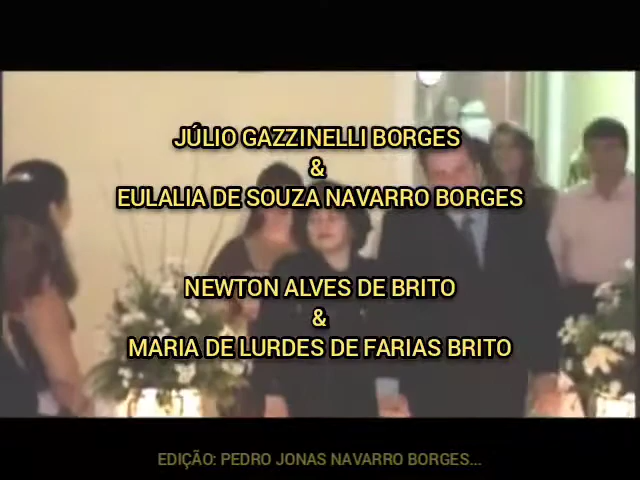 JÚLIO GAZZINELLI BORGES
&
EULALIA DE SOUZA NAVARRO BORGES
NEWTON ALVES DE BRITO
&
MARIA DE LURDES DE FARIAS BRITO
EDIÇÃO: PEDRO JONAS NAVARRO BORGES...